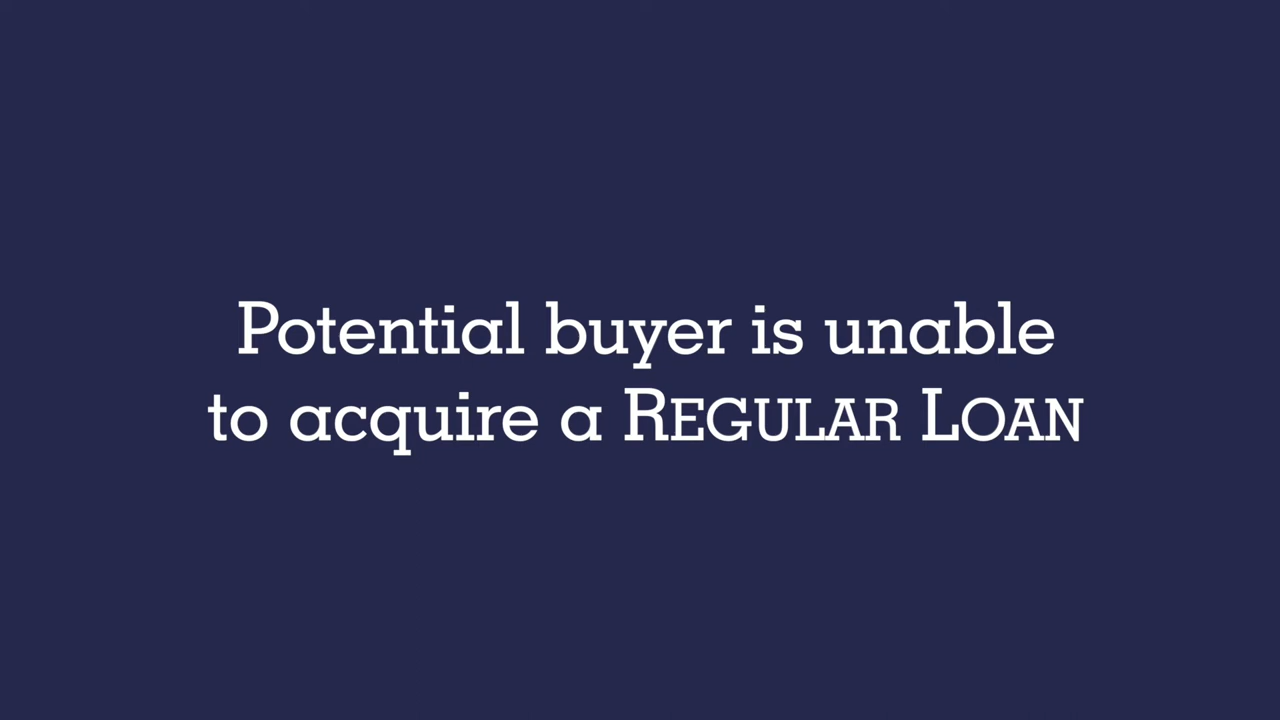 Potential buyer is unable
to acquire a REGULAR LOAN